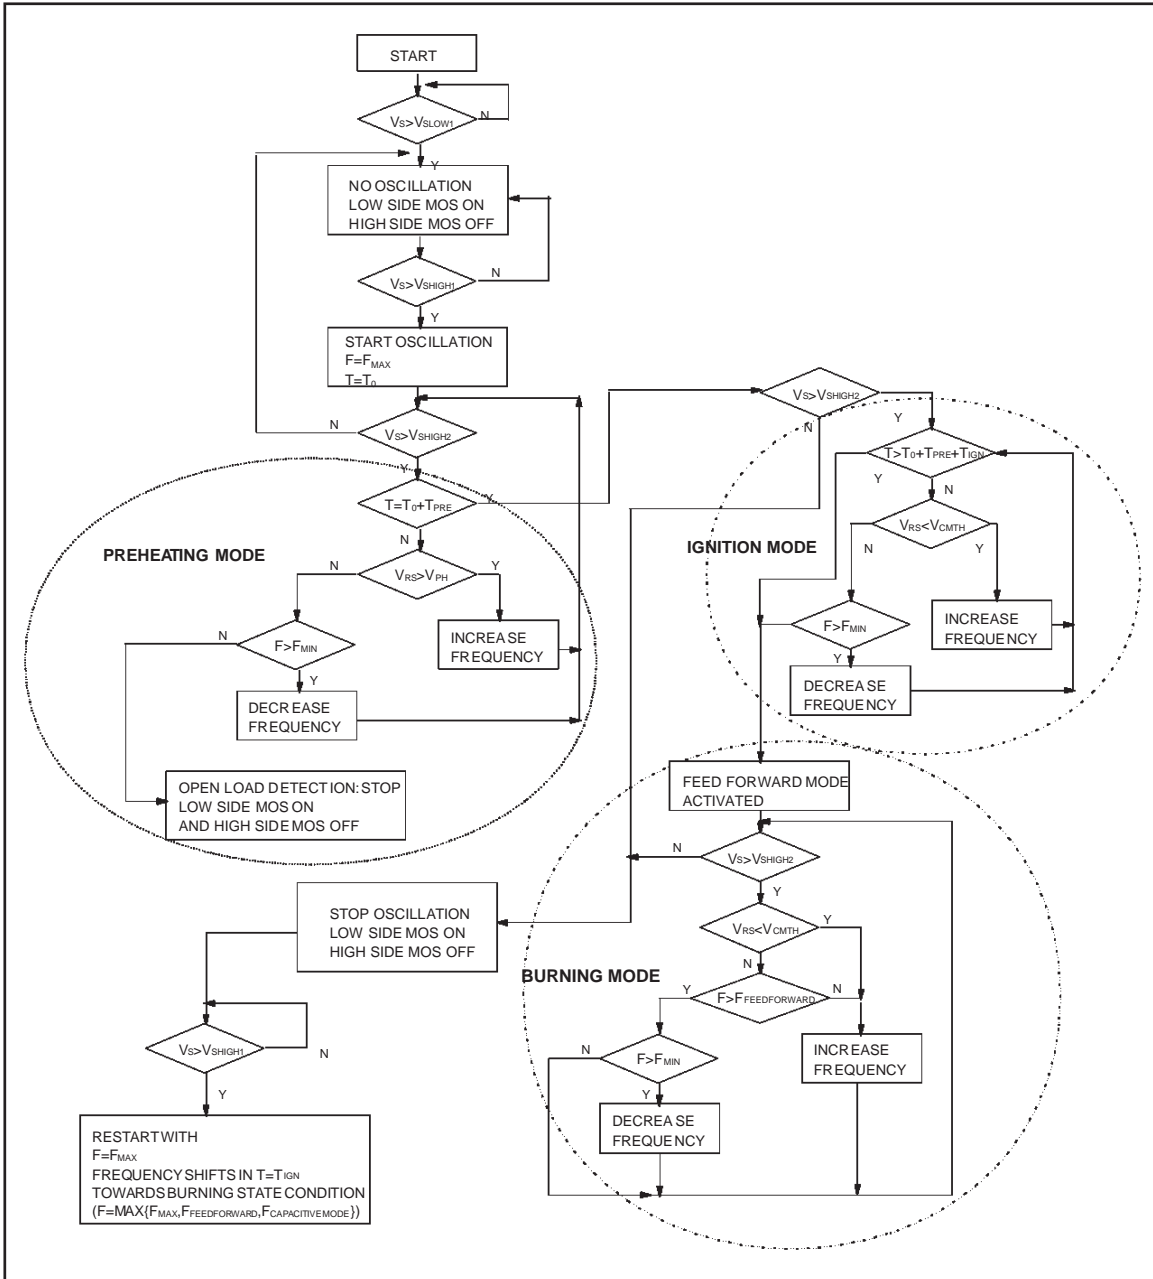 START
N
VS>VSLOW1
Y
NO OSCILLATION
LOW SIDE MOS ON
HIGH SIDE MOS OFF
N
VS>VSHIGH1
Y
START OSCILLATION
F=FMAX
T=T0
N
VS>VSHIGH2
Y
VS>VSHIGH2
Y
N
T=T0+TPRE
Y
N
PREHEATING MODE
VRS>VPH
N
Y
N
F>FMIN
Y
INCREASE
FREQUENCY
DECREASE
FREQUENCY
OPEN LOAD DETECTION: STOP
LOW SIDE MOS ON
AND HIGH SIDE MOS OFF
T>T0+TPRE+TIGN
Y
N
IGNITION MODE
VRS<VCMTH
N
Y
F>FMIN
Y
INCREASE
FREQUENCY
DECREASE
FREQUENCY
FEED FORWARD MODE
ACTIVATED
N
VS>VSHIGH2
Y
VRS<VCMTH
Y
N
BURNING MODE
Y
F>FFEEDFORWARD
N
N
F>FMIN
Y
INCREASE
FREQUENCY
DECREASE
FREQUENCY
STOP OSCILLATION
LOW SIDE MOS ON
HIGH SIDE MOS OFF
VS>VSHIGH1
N
Y
RESTART WITH
F=FMAX
FREQUENCY SHIFTS IN T=TIGN
TOWARDS BURNING STATE CONDITION
(F=MAX{FMAX,FFEEDFORWARD,FCAPACITIVEMODE})